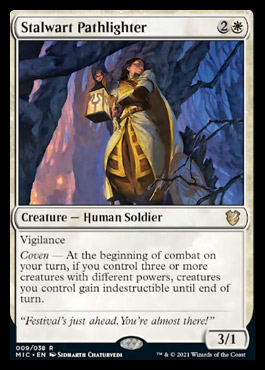 Stalwart Pathlighter 2
Creature — Human Soldier
Vigilance
Coven — At the beginning of combat on
your turn, if you control three or more
creatures with different powers, creatures
you control gain indestructible until end of
turn.
“Festival’s just ahead. You’re almost there!”
3/1
009/038 R
MIC • EN SIDHARTH CHATURVEDI
™ & © 2021 Wizards of the Coast